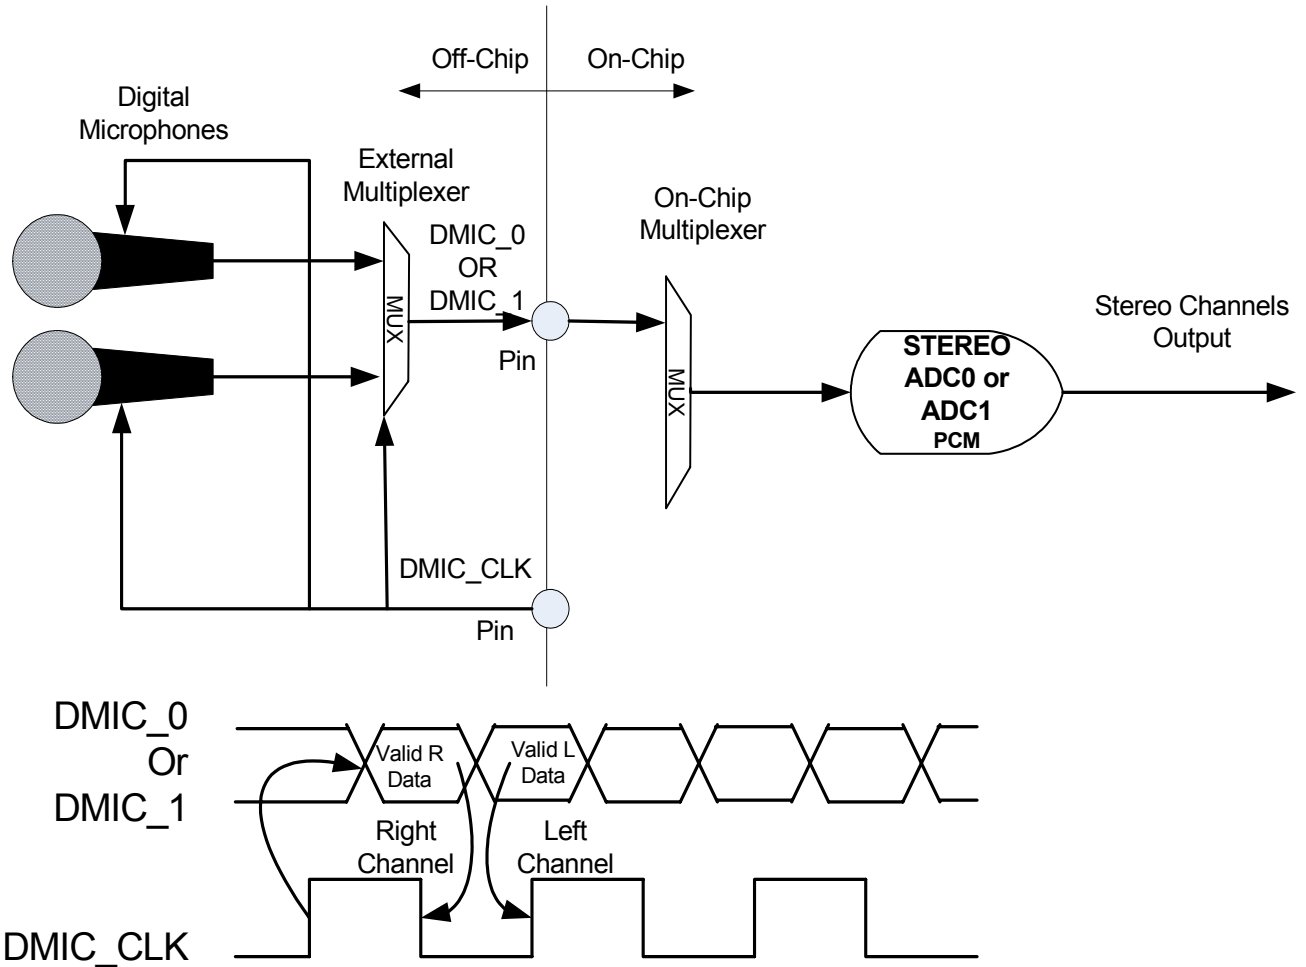 Off-Chip
On-Chip
Digital
Microphones
External
Multiplexer
On-Chip
Multiplexer
DMIC_0
OR
DMIC_1
MUX
Pin
MUX
STEREO
ADC0 or
ADC1
PCM
Stereo Channels
Output
DMIC_CLK
Pin
DMIC_0
Or
DMIC_1
Valid R
Data
Valid L
Data
Right
Channel
Left
Channel
DMIC_CLK